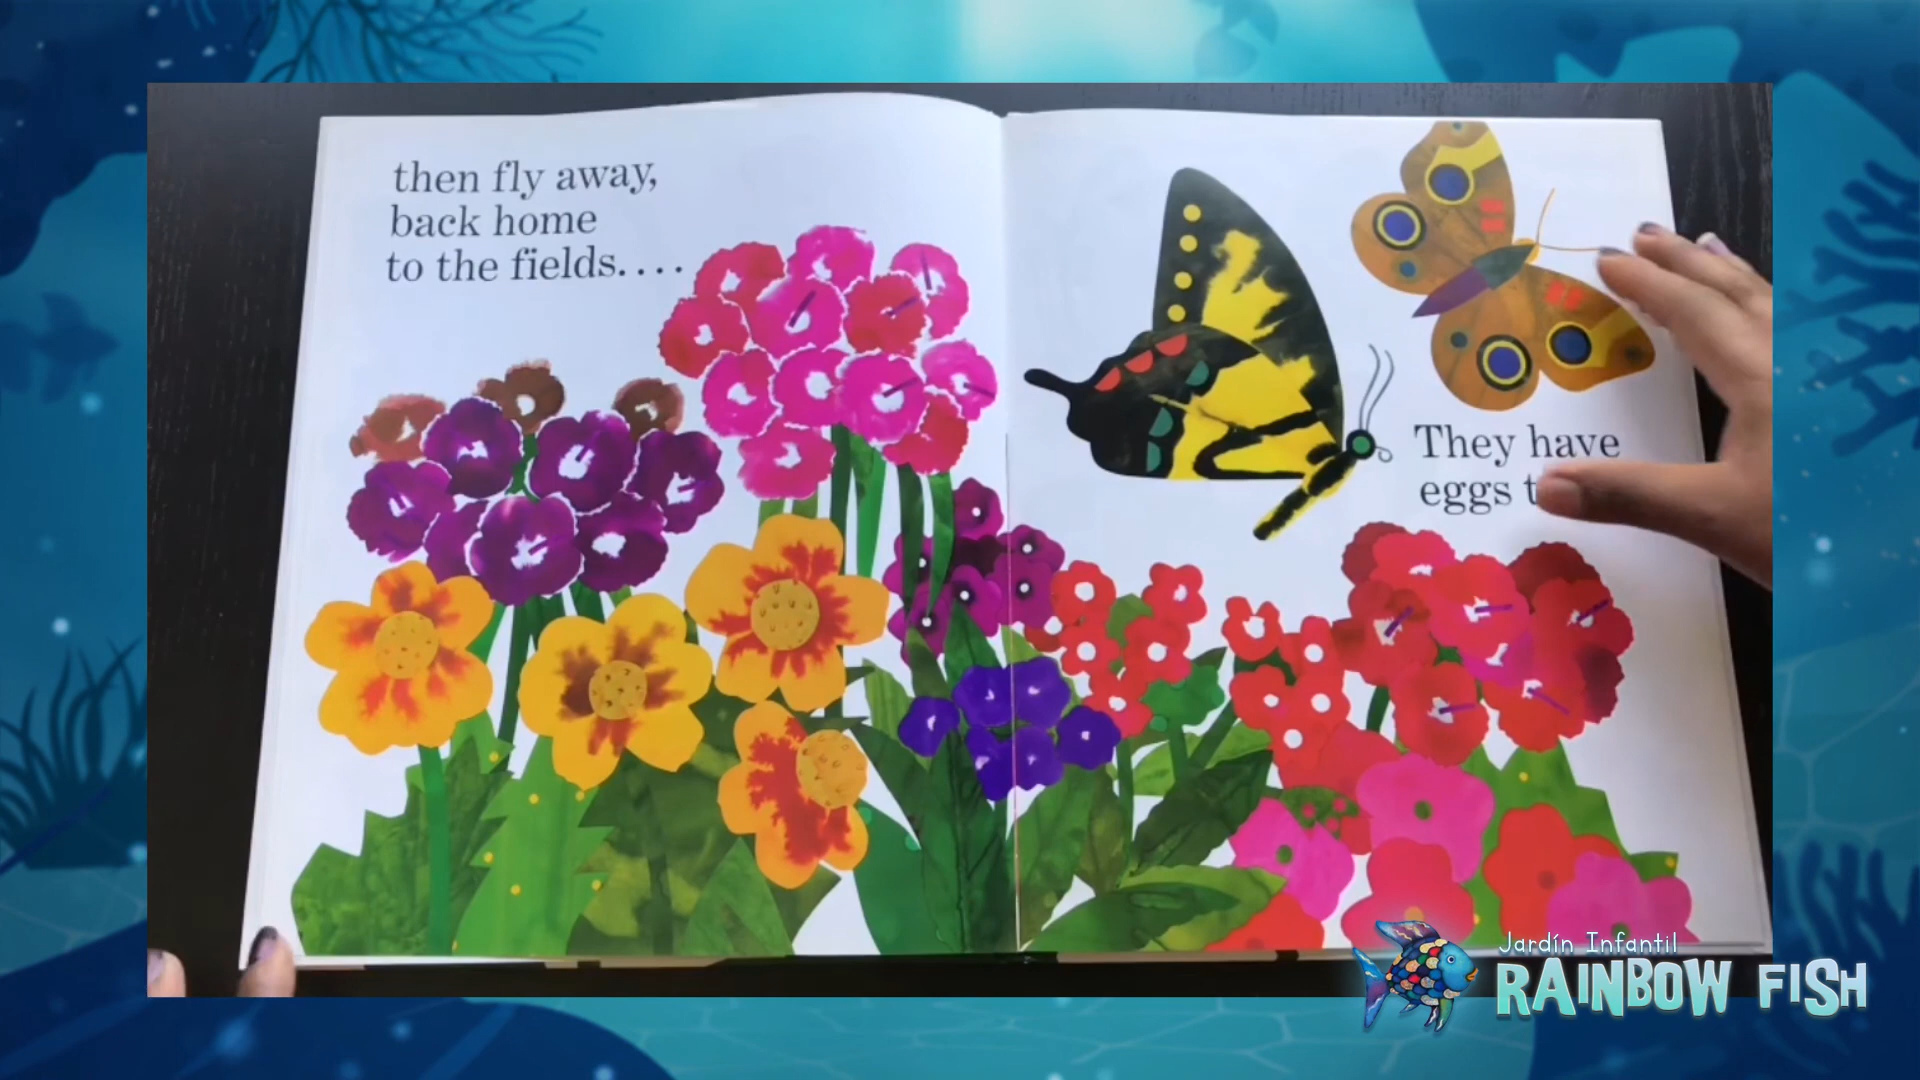 then fly away,
back home
to the fields....
They have
eggs
Jardín Infantil
RAINBOW FISH